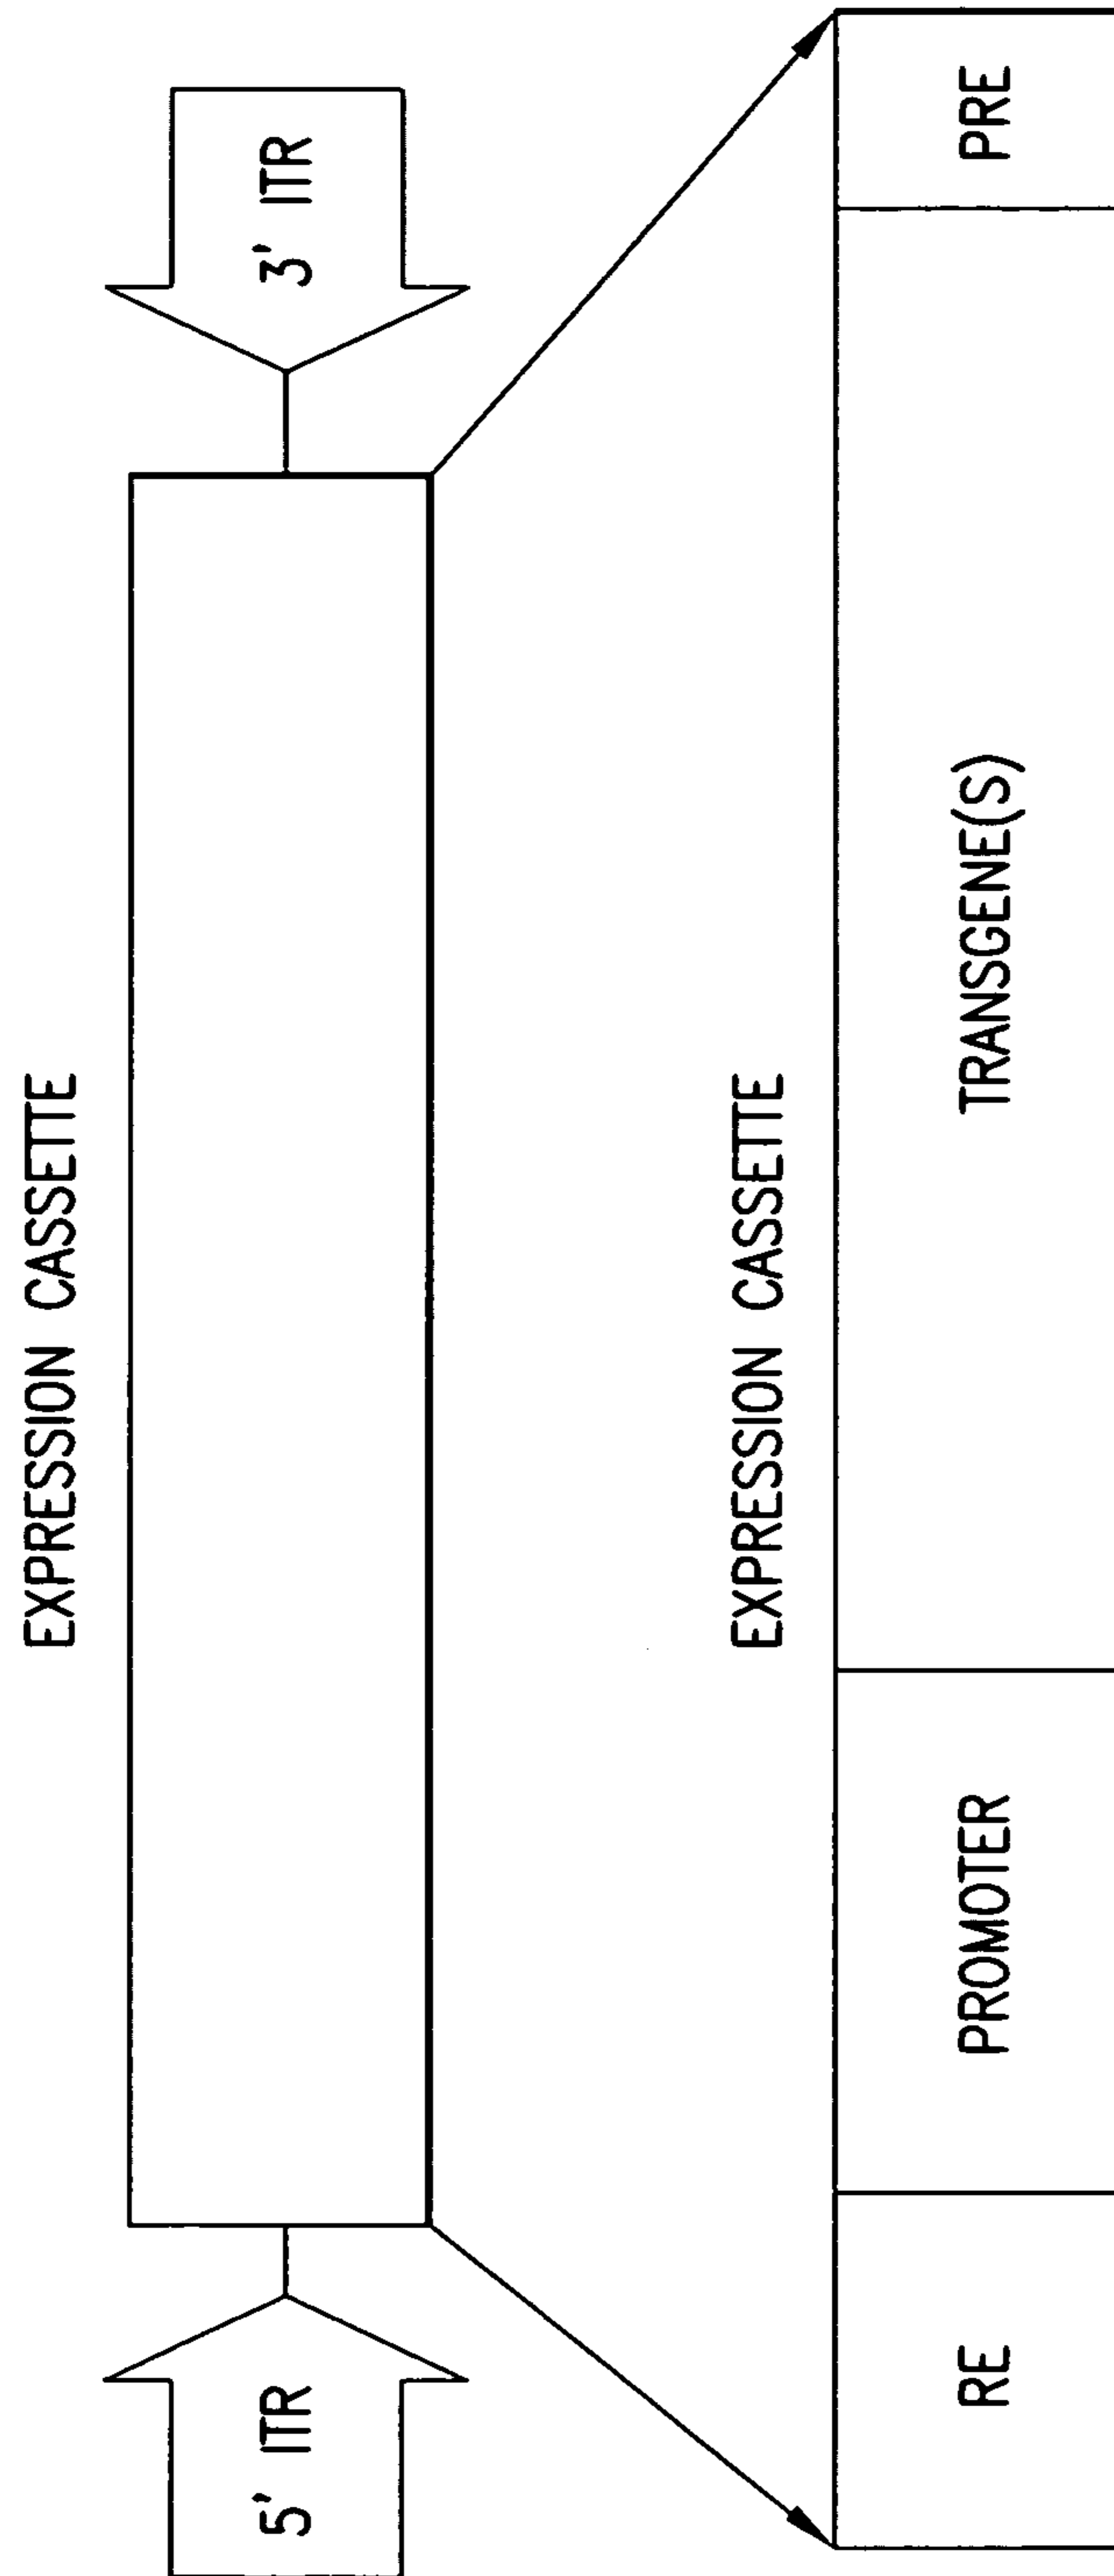 EXPRESSION CASSETTE
5' ITR
3' ITR
EXPRESSION CASSETTE
RE
PROMOTER
TRANSGENE(S)
PRE